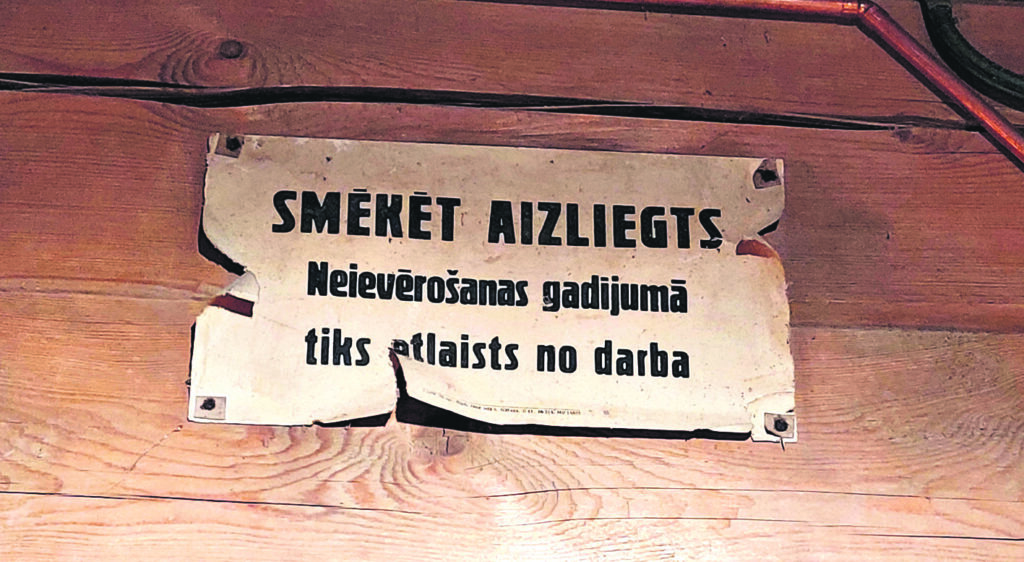 SMĒĶĒT AIZLIEGTS
Neievērošanas gadījumā
tiks atlaists no darba